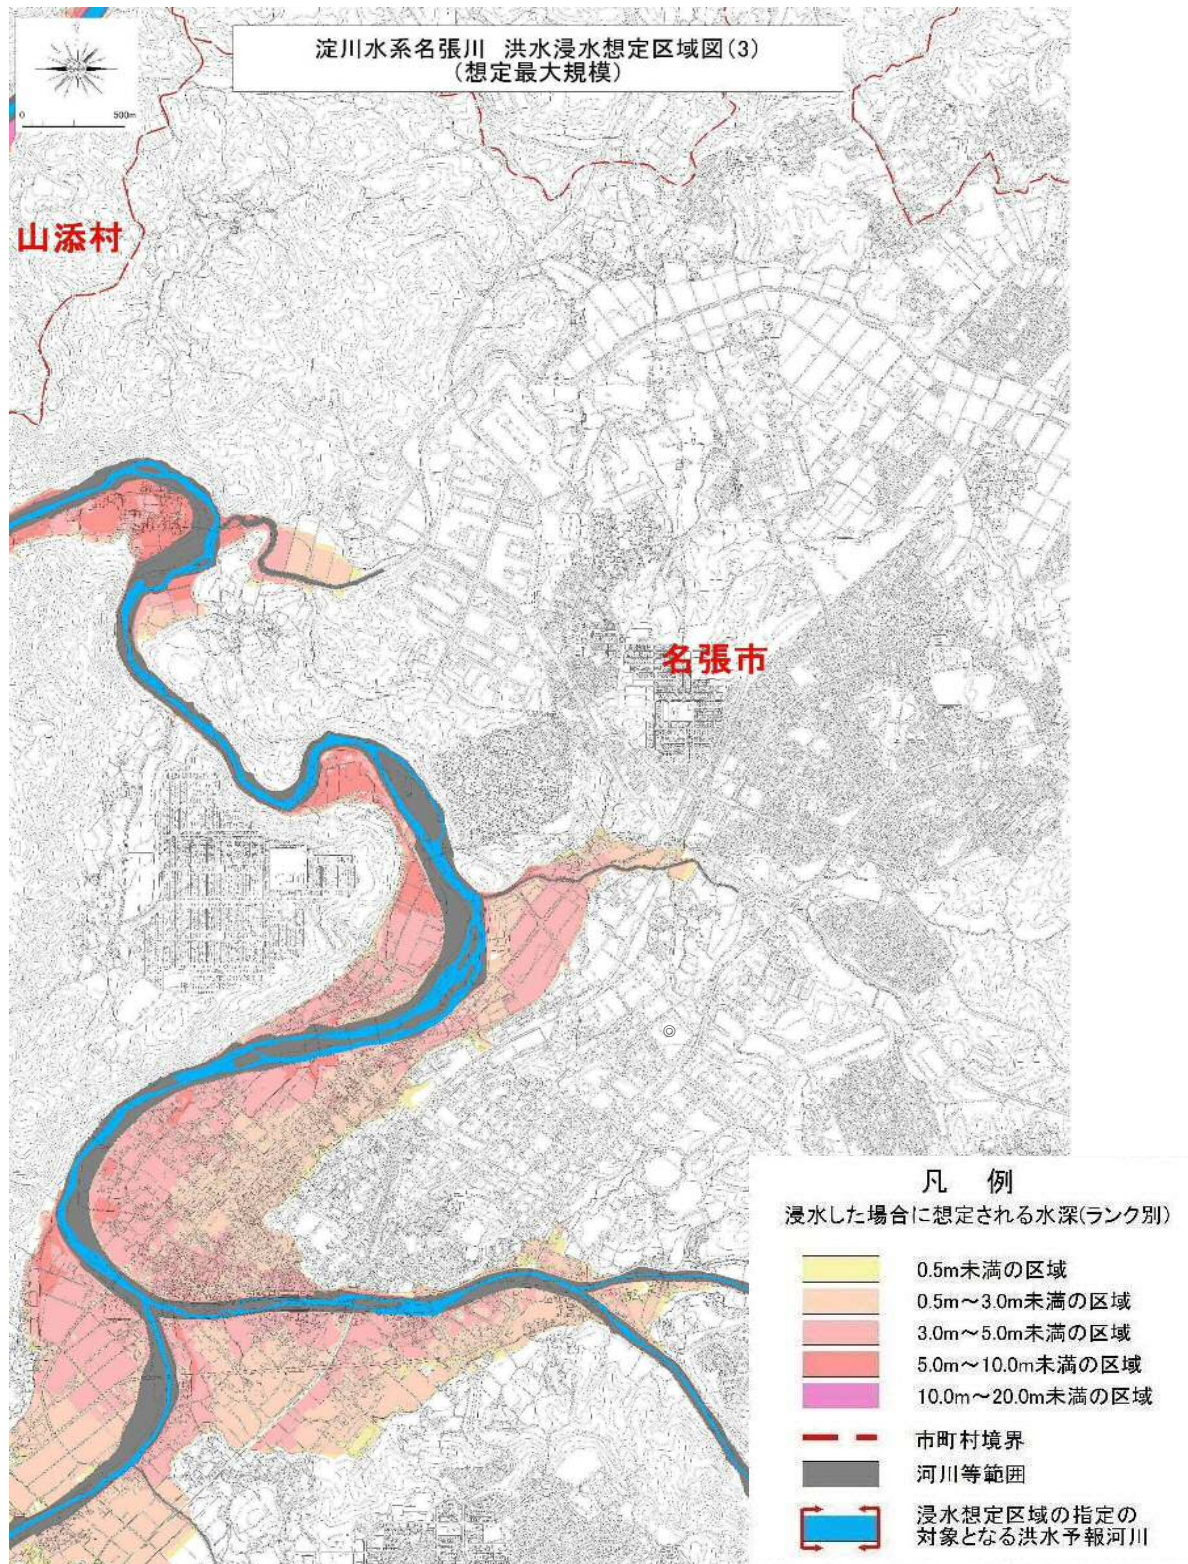 淀川水系名張川 洪水浸水想定区域図(3)
(想定最大規模)
0 500m
山添村
名張市
凡 例
浸水した場合に想定される水深(ランク別)
0.5m未満の区域
0.5m～3.0m未満の区域
3.0m～5.0m未満の区域
5.0m～10.0m未満の区域
10.0m～20.0m未満の区域
市町村境界
河川等範囲
浸水想定区域の指定の
対象となる洪水予報河川